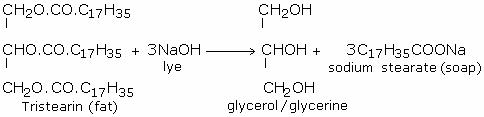 CH₂O.CO.C₁₇H₃₅ CH₂OH
CHO.CO.C₁₇H₃₅ + 3NaOH CHOH + 3C₁₇H₃₅COONa
lye sodium stearate (soap)
CH₂O.CO.C₁₇H₃₅ CH₂OH
Tristearin (fat) glycerol/glycerine